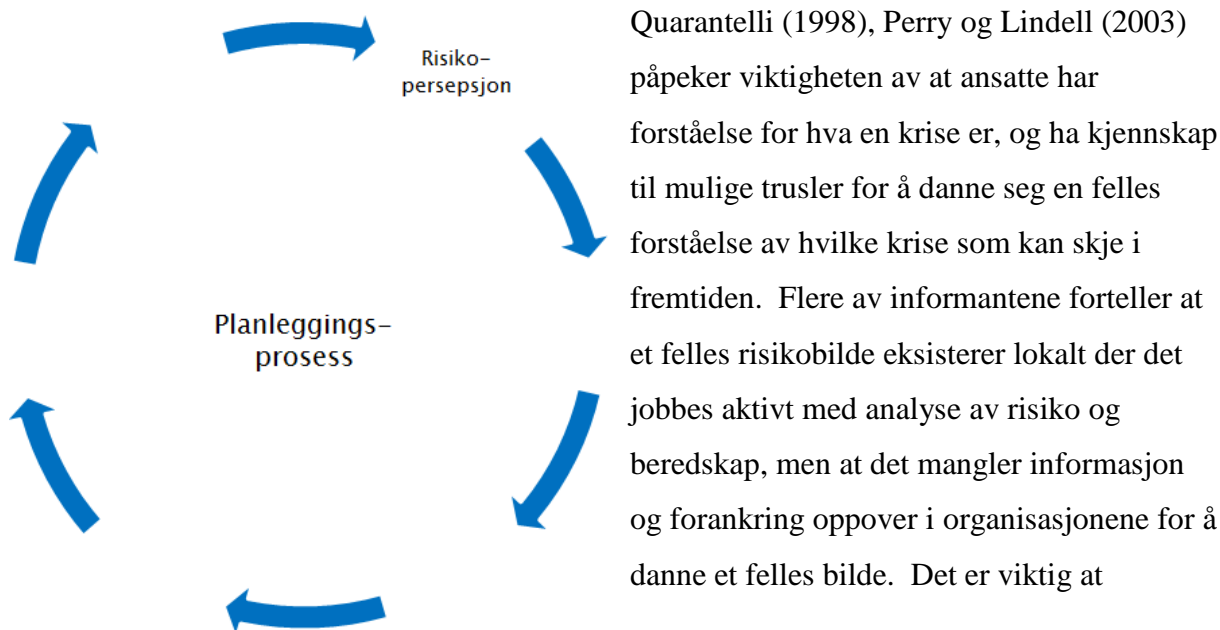 Risiko-
persepsjon
Planleggings-
prosess
Quarantelli (1998), Perry og Lindell (2003)
påpeker viktigheten av at ansatte har
forståelse for hva en krise er, og ha kjennskap
til mulige trusler for å danne seg en felles
forståelse av hvilke krise som kan skje i
fremtiden.  Flere av informantene forteller at
et felles risikobilde eksisterer lokalt der det
jobbes aktivt med analyse av risiko og
beredskap, men at det mangler informasjon
og forankring oppover i organisasjonene for å
danne et felles bilde.  Det er viktig at